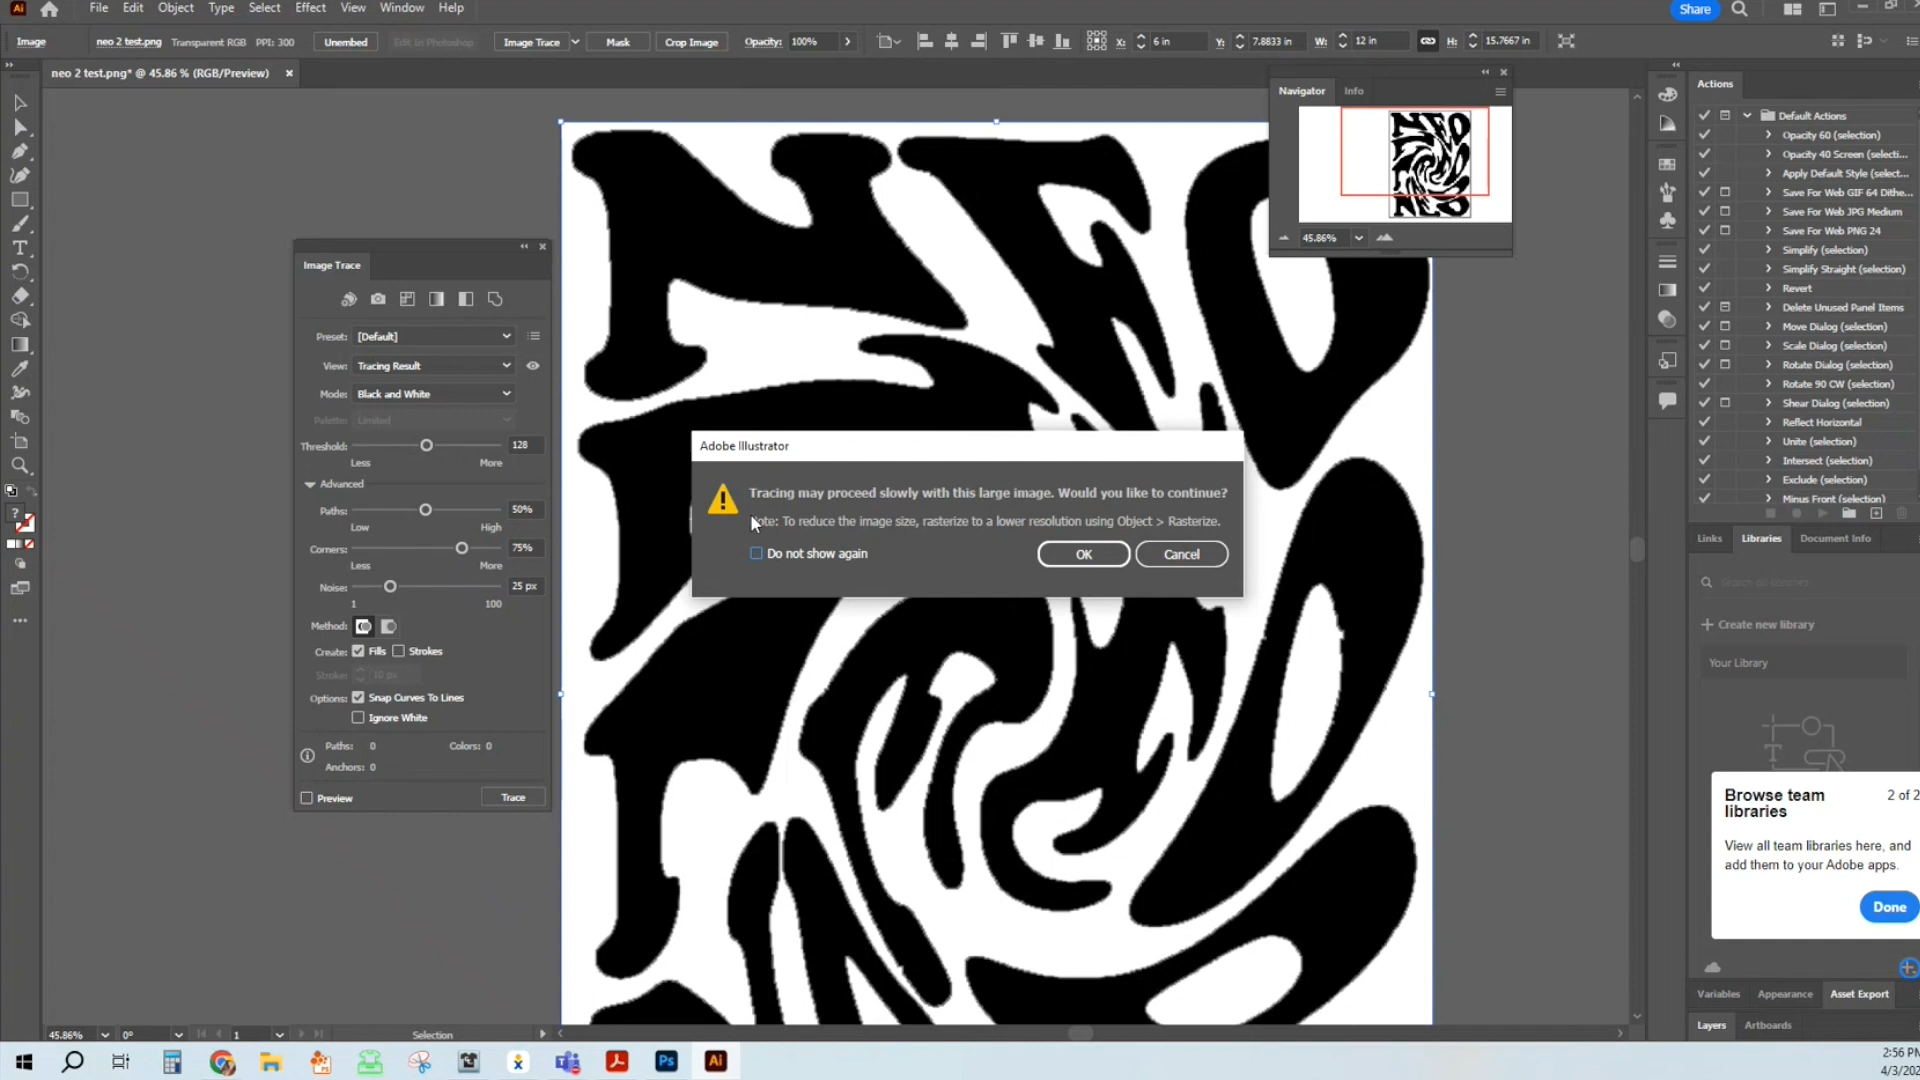 File Edit Object Type Select Effect View Window Help
Share
Image neo 2 test.png Transparent RGB PPI: 300 Unembed Edit In Photoshop Image Trace Mask Crop Image Opacity: 100% X: 6 in Y: 7.8833 in W: 12 in H: 15.7667 in
neo 2 test.png* @ 45.86 % (RGB/Preview)
Navigator Info
45.86%
Image Trace
Preset: [Default]
View: Tracing Result
Mode: Black and White
Palette: Limited
Threshold: 128
Less More
Advanced
Paths: 50%
Low High
Corners: 75%
Less More
Noise: 25 px
1 100
Method:
Create: Fills Strokes
Stroke: 10 px
Options: Snap Curves To Lines
Ignore White
Paths: 0 Colors: 0
Anchors: 0
Preview Trace
NEO
Adobe Illustrator
Tracing may proceed slowly with this large image. Would you like to continue?
Note: To reduce the image size, rasterize to a lower resolution using Object > Rasterize.
Do not show again
OK Cancel
Actions
Default Actions
Opacity 60 (selection)
Opacity 40 Screen (selecti...
Apply Default Style (select...
Save For Web GIF 64 Dithe...
Save For Web JPG Medium
Save For Web PNG 24
Simplify (selection)
Simplify Straight (selection)
Revert
Delete Unused Panel Items
Move Dialog (selection)
Scale Dialog (selection)
Rotate Dialog (selection)
Rotate 90 CW (selection)
Shear Dialog (selection)
Reflect Horizontal
Unite (selection)
Intersect (selection)
Exclude (selection)
Minus Front (selection)
Links Libraries Document Info
Search all libraries
Create new library
Your Library
Browse team libraries 2 of 2
View all team libraries here, and
add them to your Adobe apps.
Done
Variables Appearance Asset Export
Layers Artboards
45.86% 0° 1 Selection
2:56 PM
4/3/202